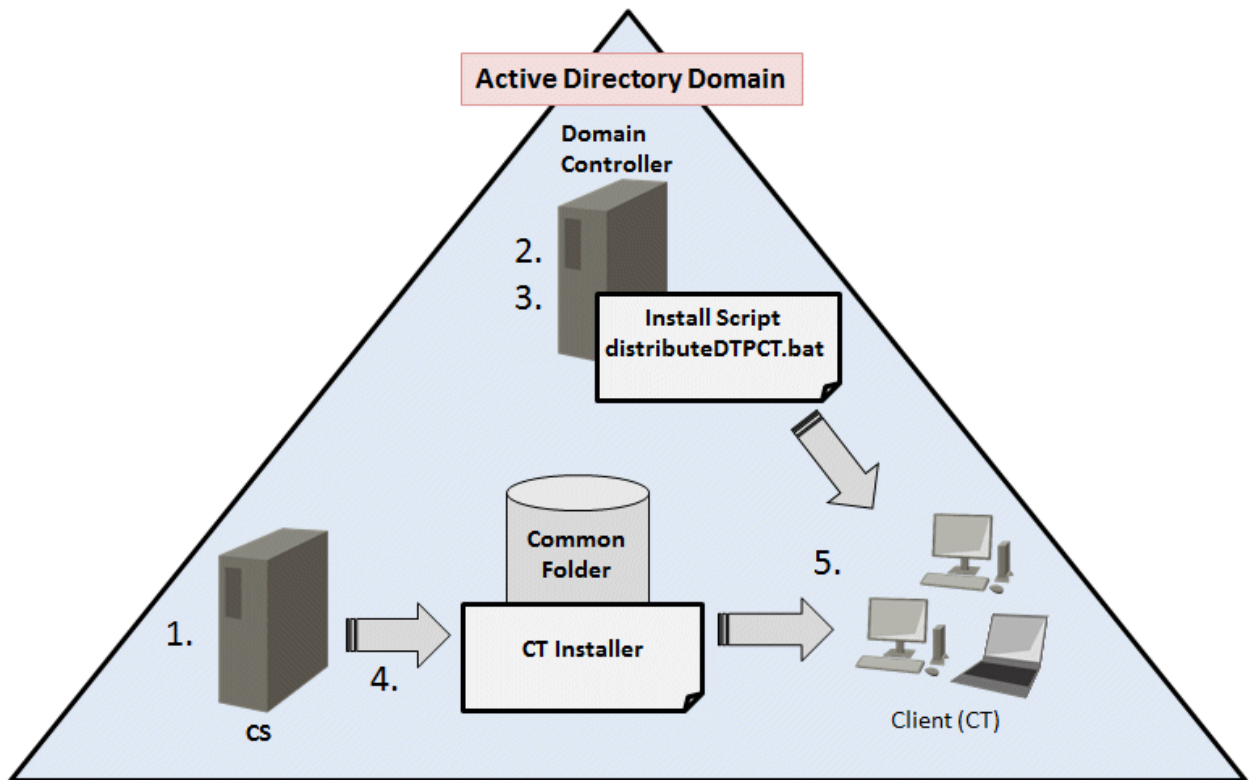 Active Directory Domain
Domain
Controller
2.
3.
Install Script
distributeDTPCT.bat
Common
Folder
5.
1.
CT Installer
4.
CS
Client (CT)